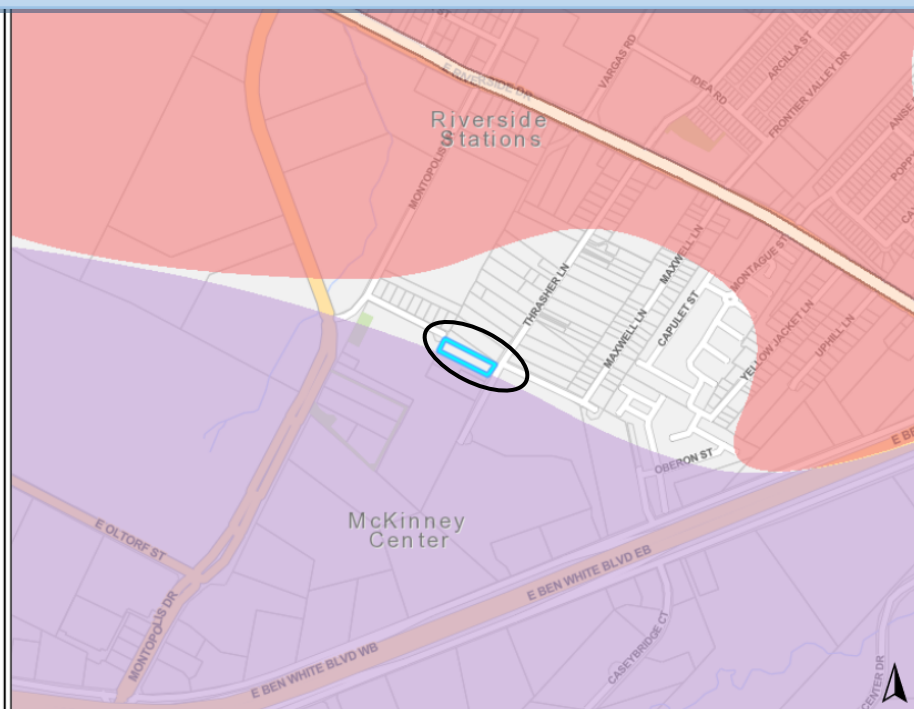 ST
E RIVERSIDE DR
VARGAS RD
IDEA RD
ARCILLA ST
FRONTIER VALLEY DR
Riverside
Stations
MONTOPOLIS
THRASHER LN
MAXWELL LN
MONTAGUE ST
CAPULET ST
MAXWELL LN
YELLOW JACKET LN
UPHILL LN
OBERON ST
McKinney
Center
E OLTORF ST
MONTOPOLIS DR
E BEN WHITE BLVD EB
E BEN WHITE BLVD WB
CASEYBRIDGE CT
CENTER DR